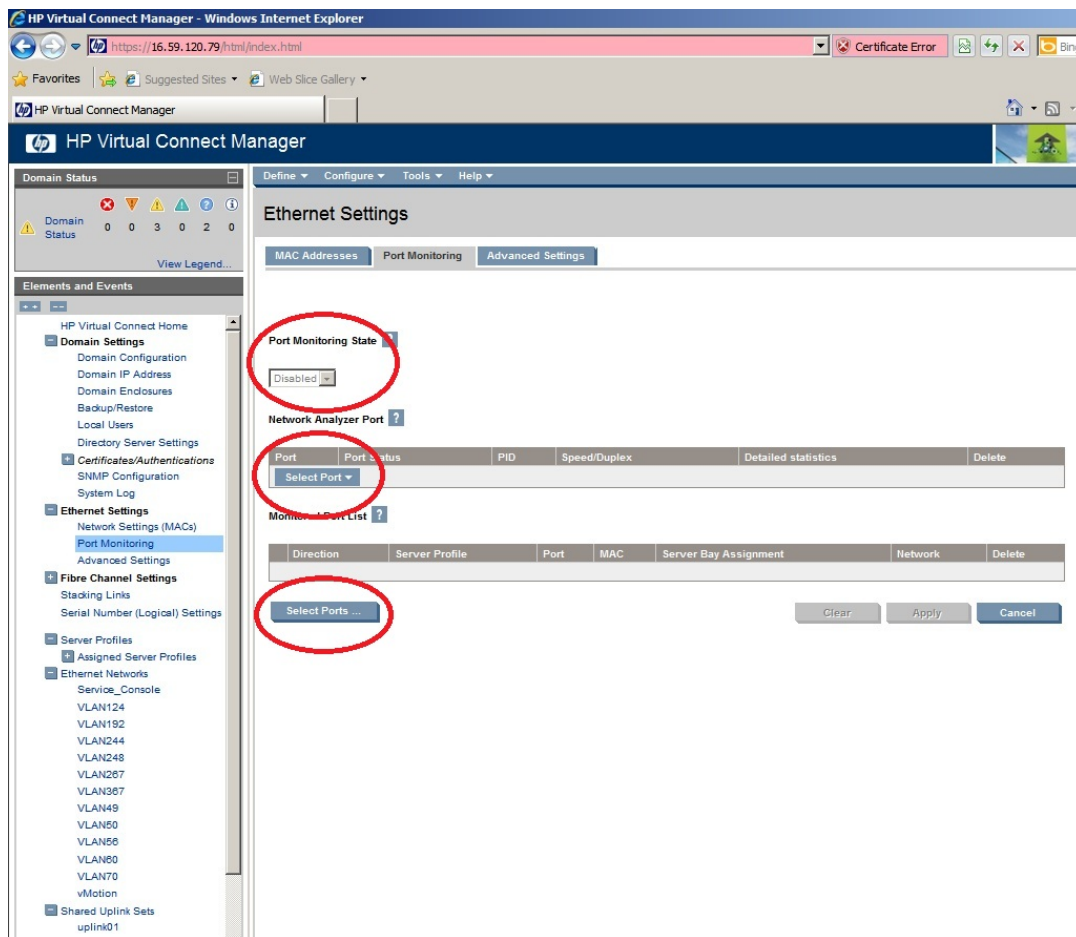 HP Virtual Connect Manager - Windows Internet Explorer
https://16.59.120.79/html/index.html
Certificate Error
Bin
Favorites
Suggested Sites
Web Slice Gallery
HP Virtual Connect Manager
hp HP Virtual Connect Manager
Domain Status
Define Configure Tools Help
Domain Status 0 0 3 0 2 0
View Legend...
Ethernet Settings
MAC Addresses Port Monitoring Advanced Settings
Elements and Events
HP Virtual Connect Home
Domain Settings
Domain Configuration
Domain IP Address
Domain Enclosures
Backup/Restore
Local Users
Directory Server Settings
Certificates/Authentications
SNMP Configuration
System Log
Ethernet Settings
Network Settings (MACs)
Port Monitoring
Advanced Settings
Fibre Channel Settings
Stacking Links
Serial Number (Logical) Settings
Server Profiles
Assigned Server Profiles
Ethernet Networks
Service_Console
VLAN124
VLAN192
VLAN244
VLAN248
VLAN267
VLAN367
VLAN49
VLAN50
VLAN56
VLAN60
VLAN70
vMotion
Shared Uplink Sets
uplink01
Port Monitoring State ?
Disabled
Network Analyzer Port ?
Port Port Status PID Speed/Duplex Detailed statistics Delete
Select Port
Monitored Port List ?
Direction Server Profile Port MAC Server Bay Assignment Network Delete
Select Ports ...
Clear Apply Cancel